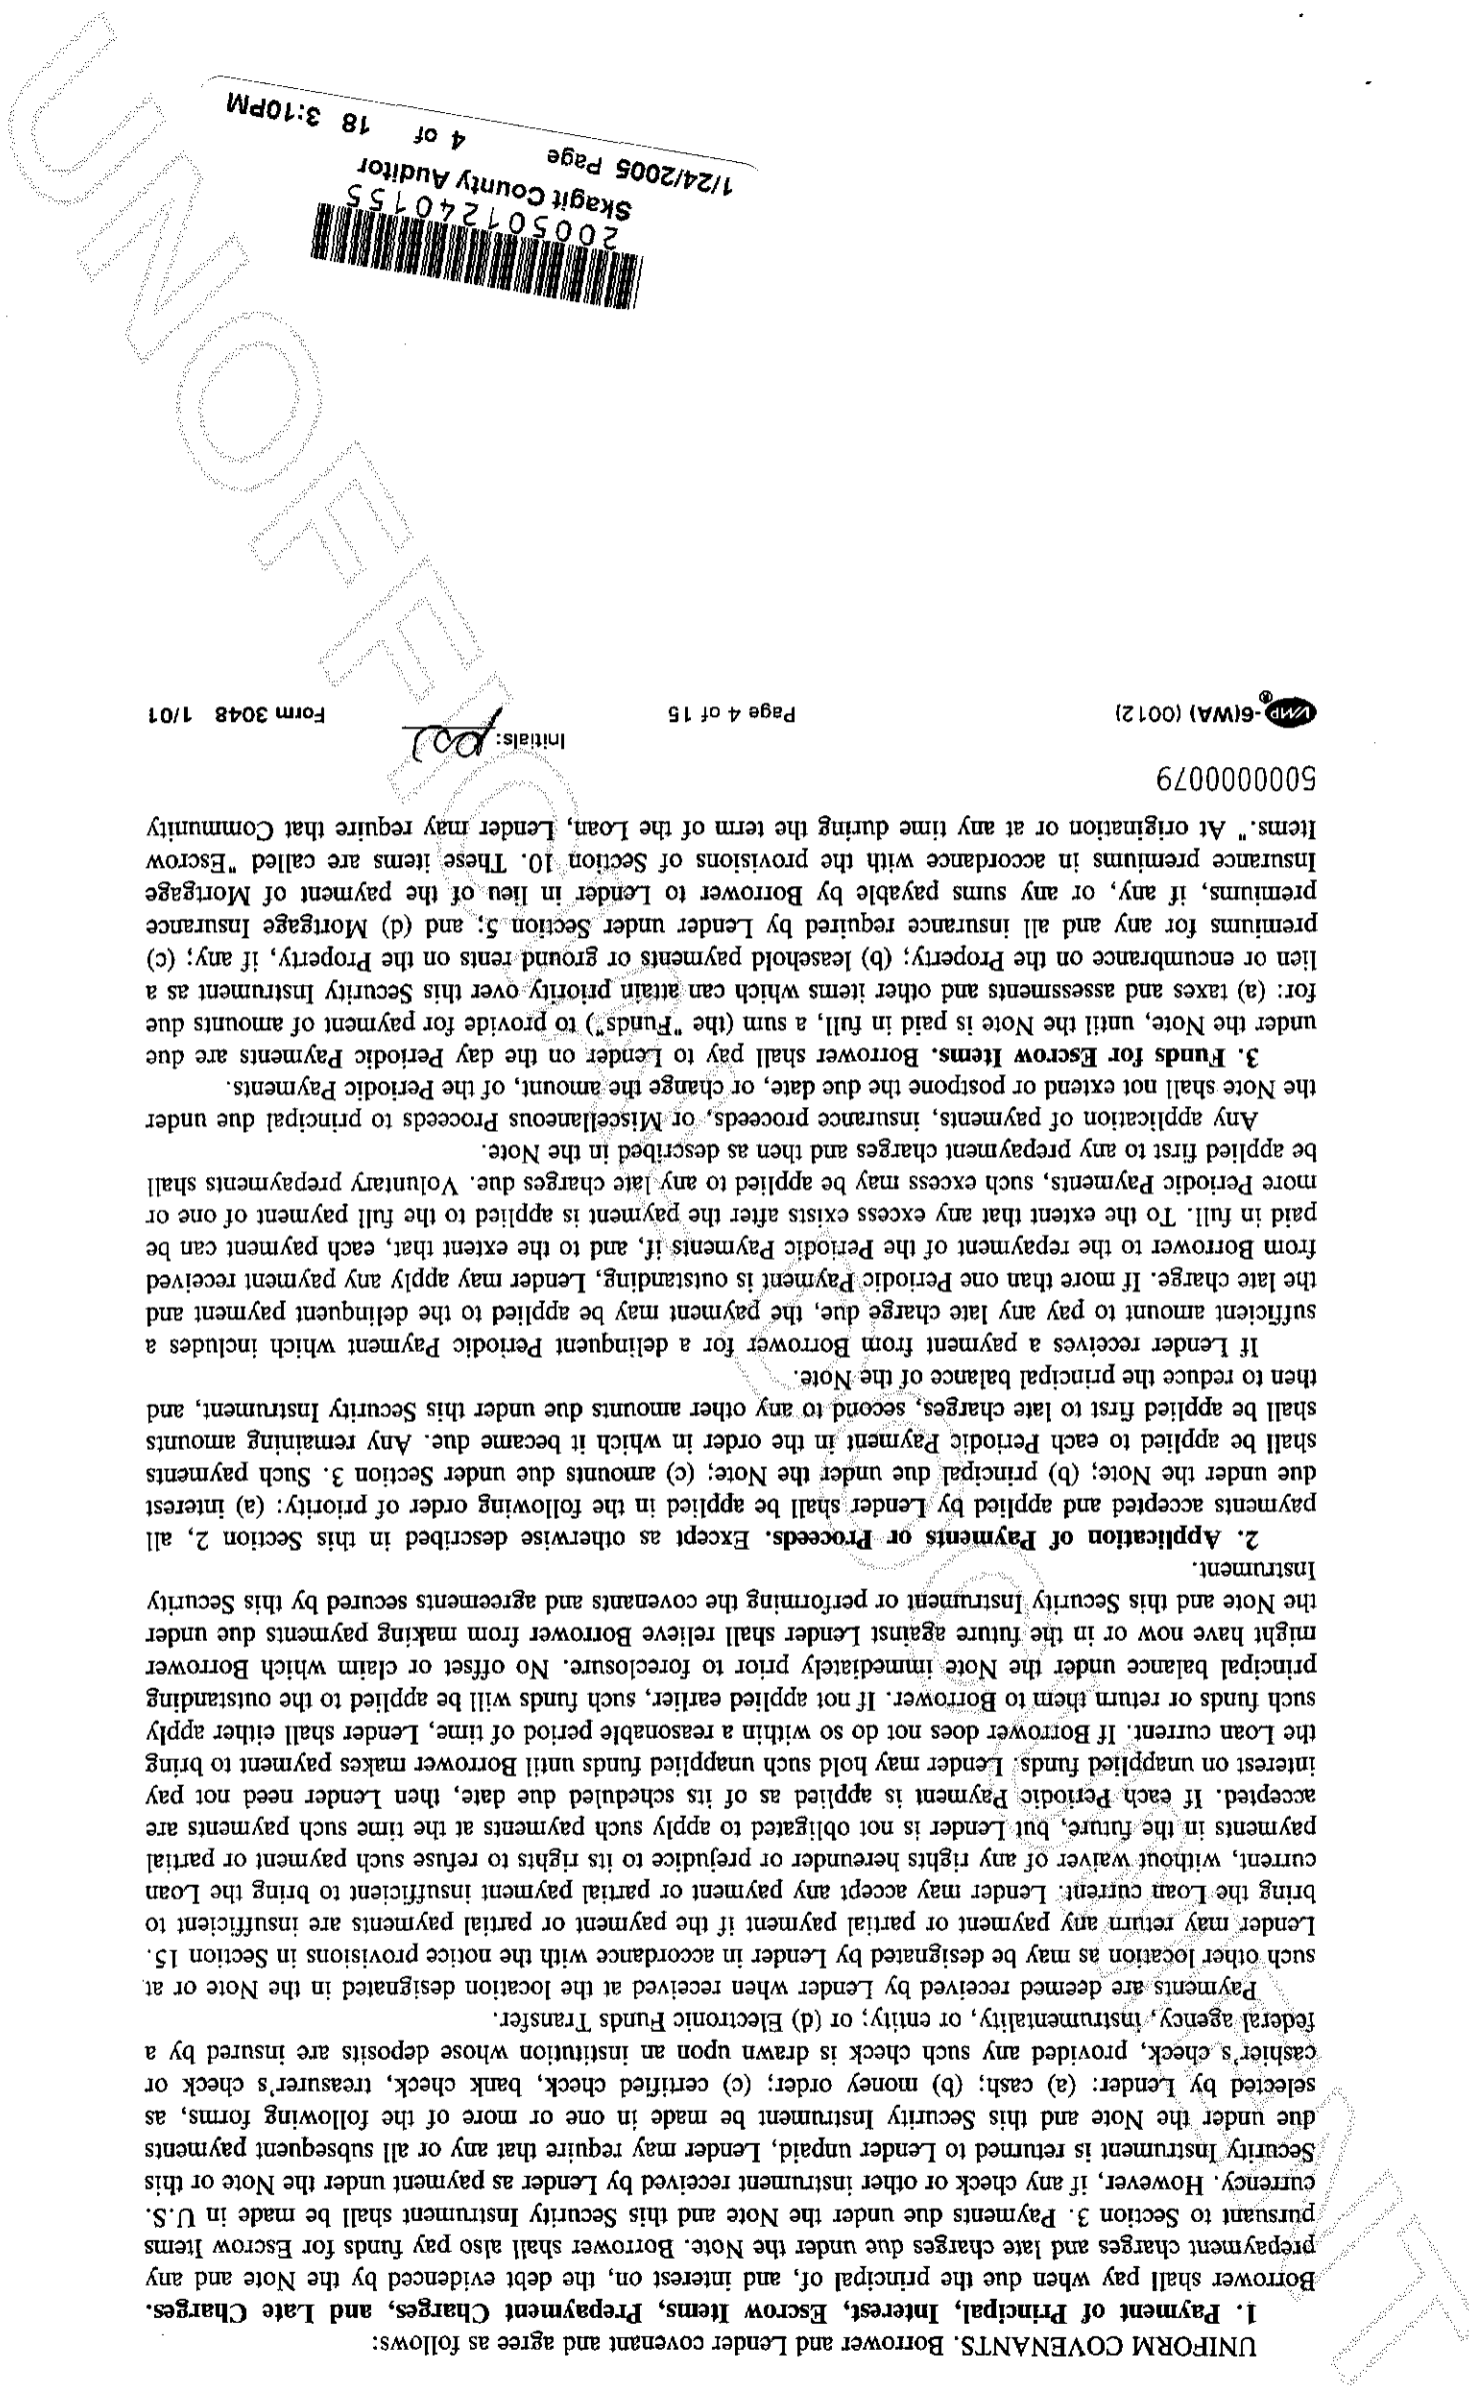 UNIFORM COVENANTS. Borrower and Lender covenant and agree as follows:
1. Payment of Principal, Interest, Escrow Items, Prepayment Charges, and Late Charges.
Borrower shall pay when due the principal of, and interest on, the debt evidenced by the Note and any
prepayment charges and late charges due under the Note. Borrower shall also pay funds for Escrow Items
pursuant to Section 3. Payments due under the Note and this Security Instrument shall be made in U.S.
currency. However, if any check or other instrument received by Lender as payment under the Note or this
Security Instrument is returned to Lender unpaid, Lender may require that any or all subsequent payments
due under the Note and this Security Instrument be made in one or more of the following forms, as
selected by Lender: (a) cash; (b) money order; (c) certified check, bank check, treasurer's check or
cashier's check, provided any such check is drawn upon an institution whose deposits are insured by a
federal agency, instrumentality, or entity; or (d) Electronic Funds Transfer.
Payments are deemed received by Lender when received at the location designated in the Note or at
such other location as may be designated by Lender in accordance with the notice provisions in Section 15.
Lender may return any payment or partial payment if the payment or partial payments are insufficient to
bring the Loan current. Lender may accept any payment or partial payment insufficient to bring the Loan
current, without waiver of any rights hereunder or prejudice to its rights to refuse such payment or partial
payments in the future, but Lender is not obligated to apply such payments at the time such payments are
accepted. If each Periodic Payment is applied as of its scheduled due date, then Lender need not pay
interest on unapplied funds. Lender may hold such unapplied funds until Borrower makes payment to bring
the Loan current. If Borrower does not do so within a reasonable period of time, Lender shall either apply
such funds or return them to Borrower. If not applied earlier, such funds will be applied to the outstanding
principal balance under the Note immediately prior to foreclosure. No offset or claim which Borrower
might have now or in the future against Lender shall relieve Borrower from making payments due under
the Note and this Security Instrument or performing the covenants and agreements secured by this Security
Instrument.
2. Application of Payments or Proceeds. Except as otherwise described in this Section 2, all
payments accepted and applied by Lender shall be applied in the following order of priority: (a) interest
due under the Note; (b) principal due under the Note; (c) amounts due under Section 3. Such payments
shall be applied to each Periodic Payment in the order in which it became due. Any remaining amounts
shall be applied first to late charges, second to any other amounts due under this Security Instrument, and
then to reduce the principal balance of the Note.
If Lender receives a payment from Borrower for a delinquent Periodic Payment which includes a
sufficient amount to pay any late charge due, the payment may be applied to the delinquent payment and
the late charge. If more than one Periodic Payment is outstanding, Lender may apply any payment received
from Borrower to the repayment of the Periodic Payments if, and to the extent that, each payment can be
paid in full. To the extent that any excess exists after the payment is applied to the full payment of one or
more Periodic Payments, such excess may be applied to any late charges due. Voluntary prepayments shall
be applied first to any prepayment charges and then as described in the Note.
Any application of payments, insurance proceeds, or Miscellaneous Proceeds to principal due under
the Note shall not extend or postpone the due date, or change the amount, of the Periodic Payments.
3. Funds for Escrow Items. Borrower shall pay to Lender on the day Periodic Payments are due
under the Note, until the Note is paid in full, a sum (the "Funds") to provide for payment of amounts due
for: (a) taxes and assessments and other items which can attain priority over this Security Instrument as a
lien or encumbrance on the Property; (b) leasehold payments or ground rents on the Property, if any; (c)
premiums for any and all insurance required by Lender under Section 5; and (d) Mortgage Insurance
premiums, if any, or any sums payable by Borrower to Lender in lieu of the payment of Mortgage
Insurance premiums in accordance with the provisions of Section 10. These items are called "Escrow
Items." At origination or at any time during the term of the Loan, Lender may require that Community
50000000079
Initials:
VMP®-6(WA) (0012) Page 4 of 15 Form 3048 1/01
200501240155
Skagit County Auditor
1/24/2005 Page 4 of 18 3:10PM
UNOFFICIAL DOCUMENT